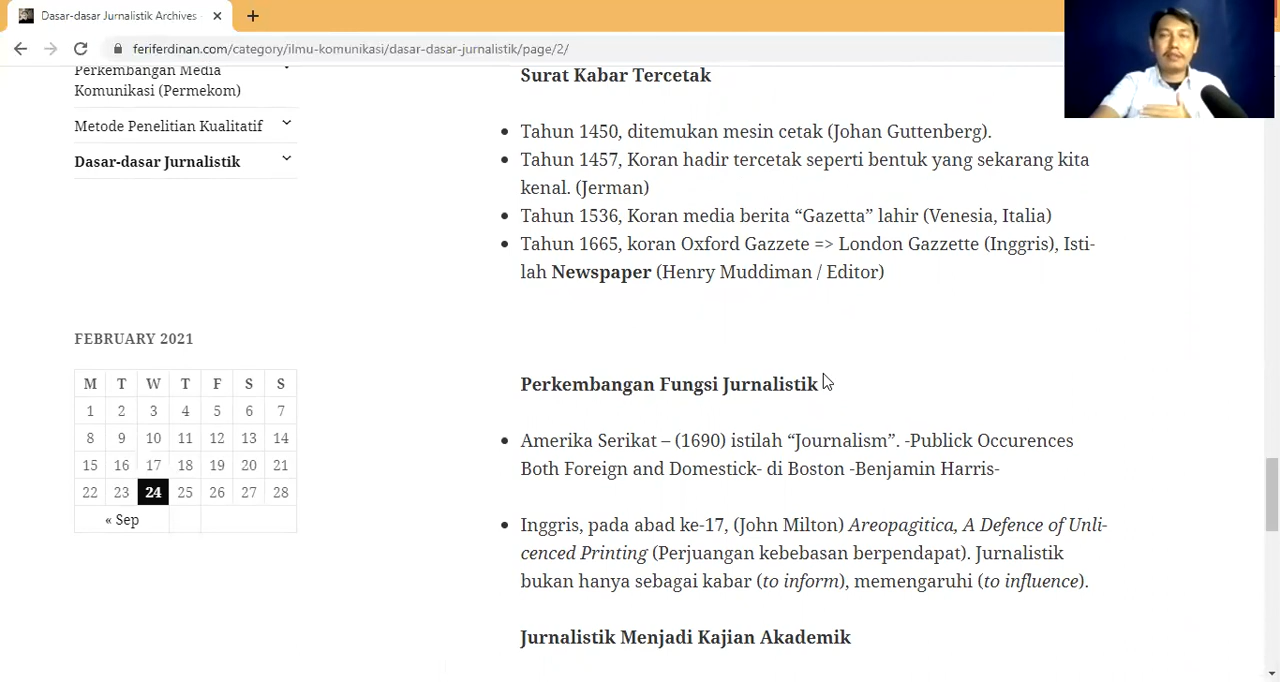 Dasar-dasar Jurnalistik Archives
feriferdinan.com/category/ilmu-komunikasi/dasar-dasar-jurnalistik/page/2/
Perkembangan Media
Komunikasi (Permekom)
Metode Penelitian Kualitatif
Dasar-dasar Jurnalistik
FEBRUARY 2021
M T W T F S S
1 2 3 4 5 6 7
8 9 10 11 12 13 14
15 16 17 18 19 20 21
22 23 24 25 26 27 28
« Sep
Surat Kabar Tercetak
Tahun 1450, ditemukan mesin cetak (Johan Guttenberg).
Tahun 1457, Koran hadir tercetak seperti bentuk yang sekarang kita
kenal. (Jerman)
Tahun 1536, Koran media berita “Gazetta” lahir (Venesia, Italia)
Tahun 1665, koran Oxford Gazzete => London Gazzette (Inggris), Isti-
lah Newspaper (Henry Muddiman / Editor)
Perkembangan Fungsi Jurnalistik
Amerika Serikat – (1690) istilah “Journalism”. -Publick Occurences
Both Foreign and Domestick- di Boston -Benjamin Harris-
Inggris, pada abad ke-17, (John Milton) Areopagitica, A Defence of Unli-
cenced Printing (Perjuangan kebebasan berpendapat). Jurnalistik
bukan hanya sebagai kabar (to inform), memengaruhi (to influence).
Jurnalistik Menjadi Kajian Akademik